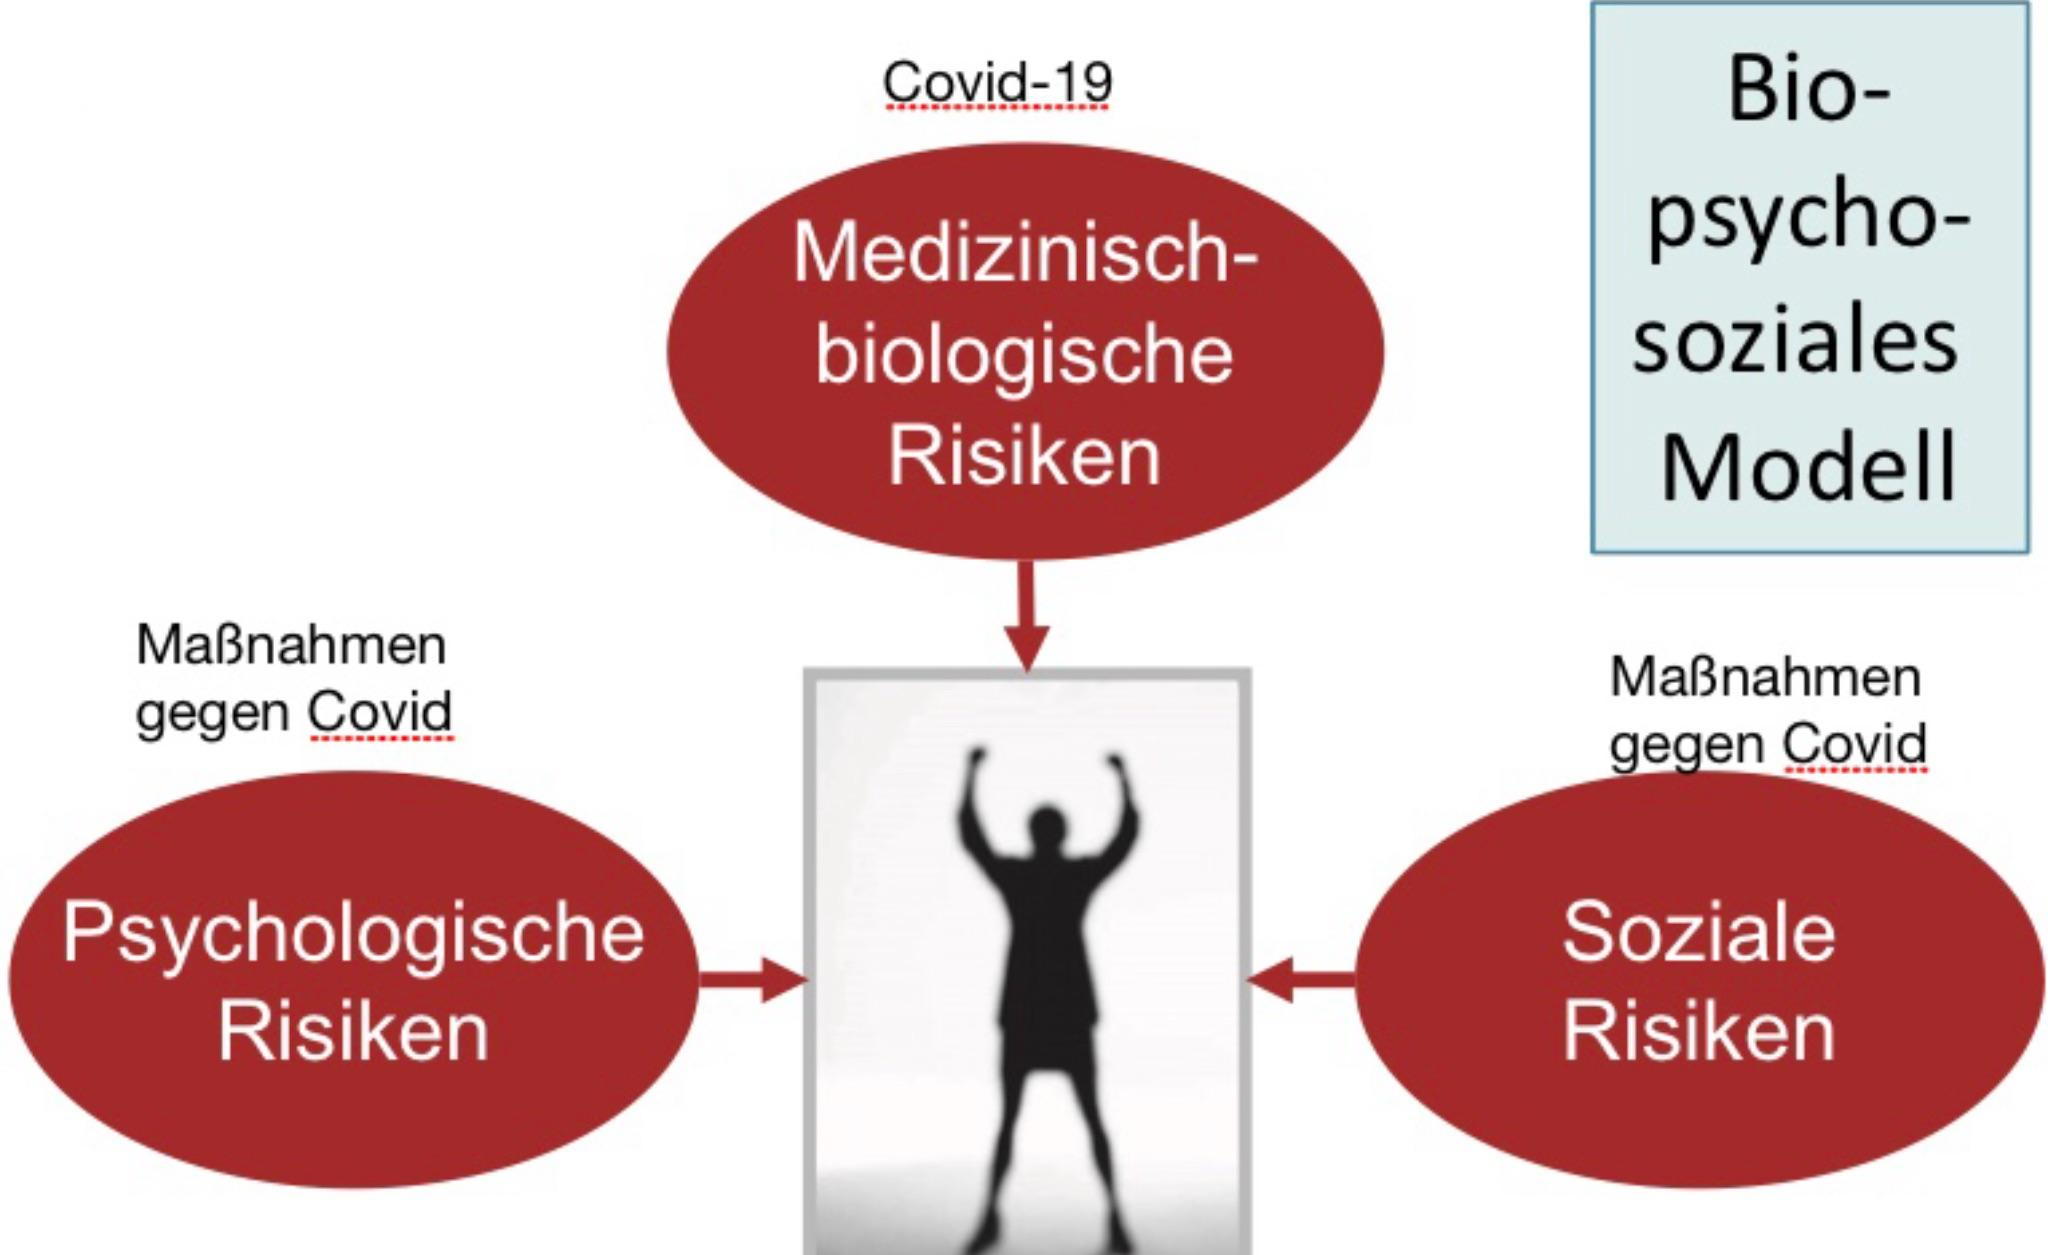 Covid-19
Bio-
psycho-
soziales
Modell
Medizinisch-
biologische
Risiken
Maßnahmen
gegen Covid
Maßnahmen
gegen Covid
Psychologische
Risiken
Soziale
Risiken